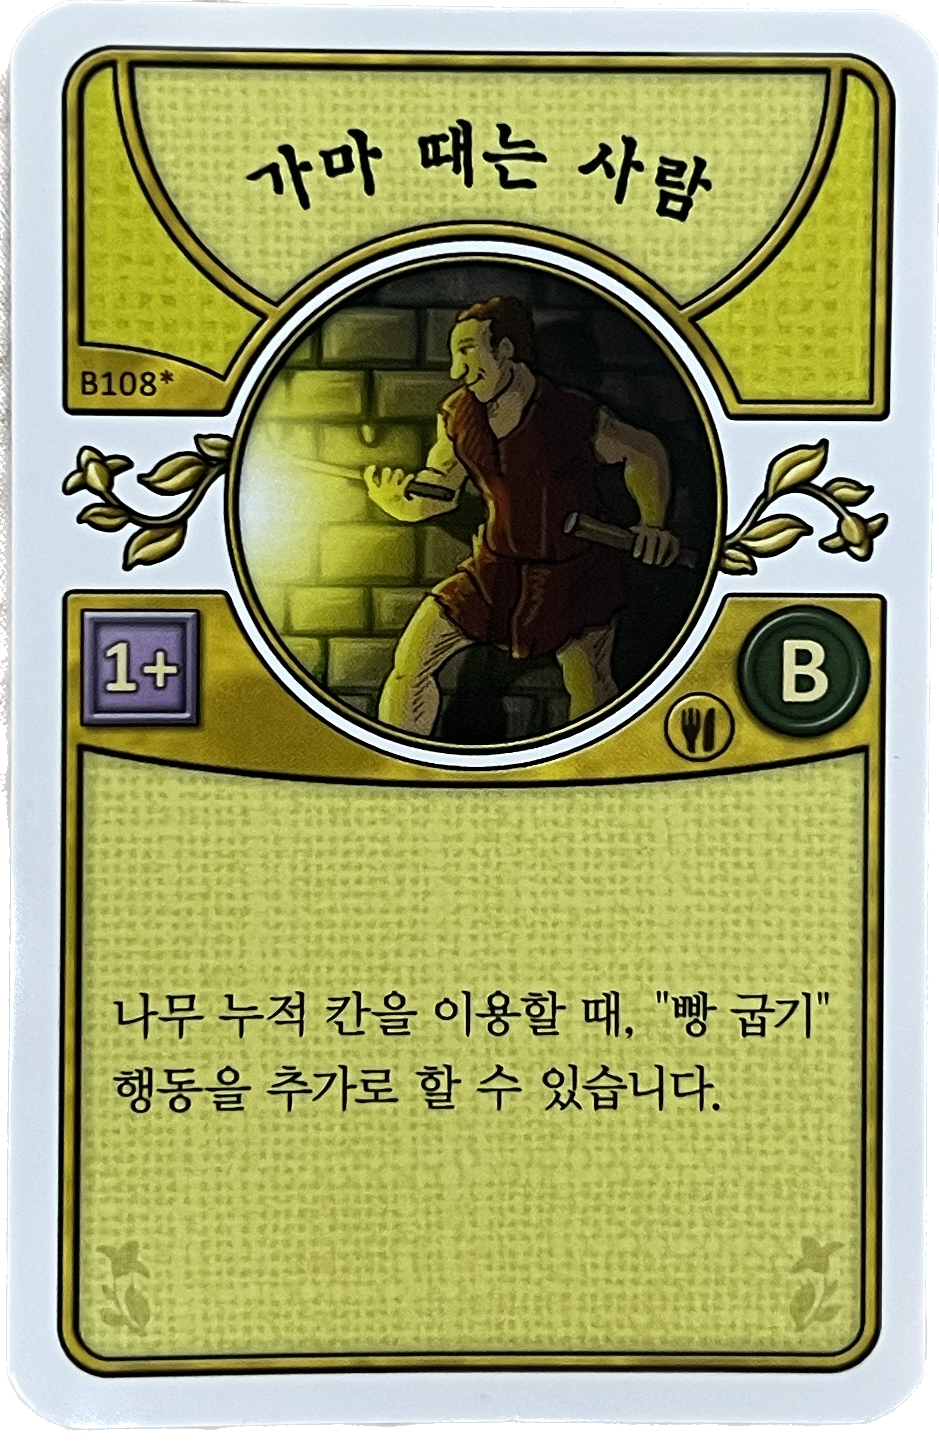 가마 때는 사람
B108*
1+
B
나무 누적 칸을 이용할 때, "빵 굽기"
행동을 추가로 할 수 있습니다.